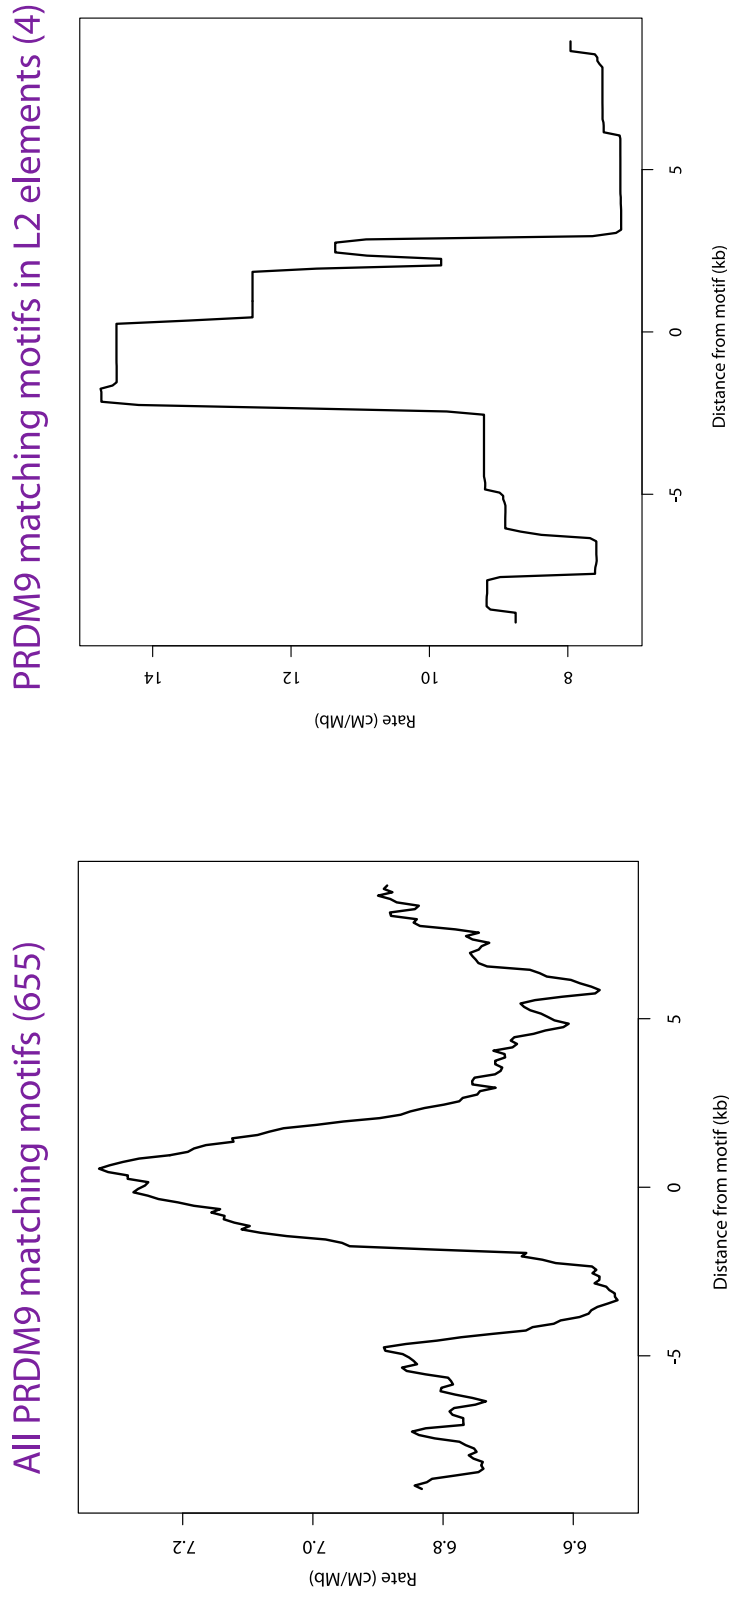 All PRDM9 matching motifs (655)
7.2
7.0
6.8
6.6
Rate (cM/Mb)
-5
0
5
Distance from motif (kb)
PRDM9 matching motifs in L2 elements (4)
14
12
10
8
Rate (cM/Mb)
-5
0
5
Distance from motif (kb)